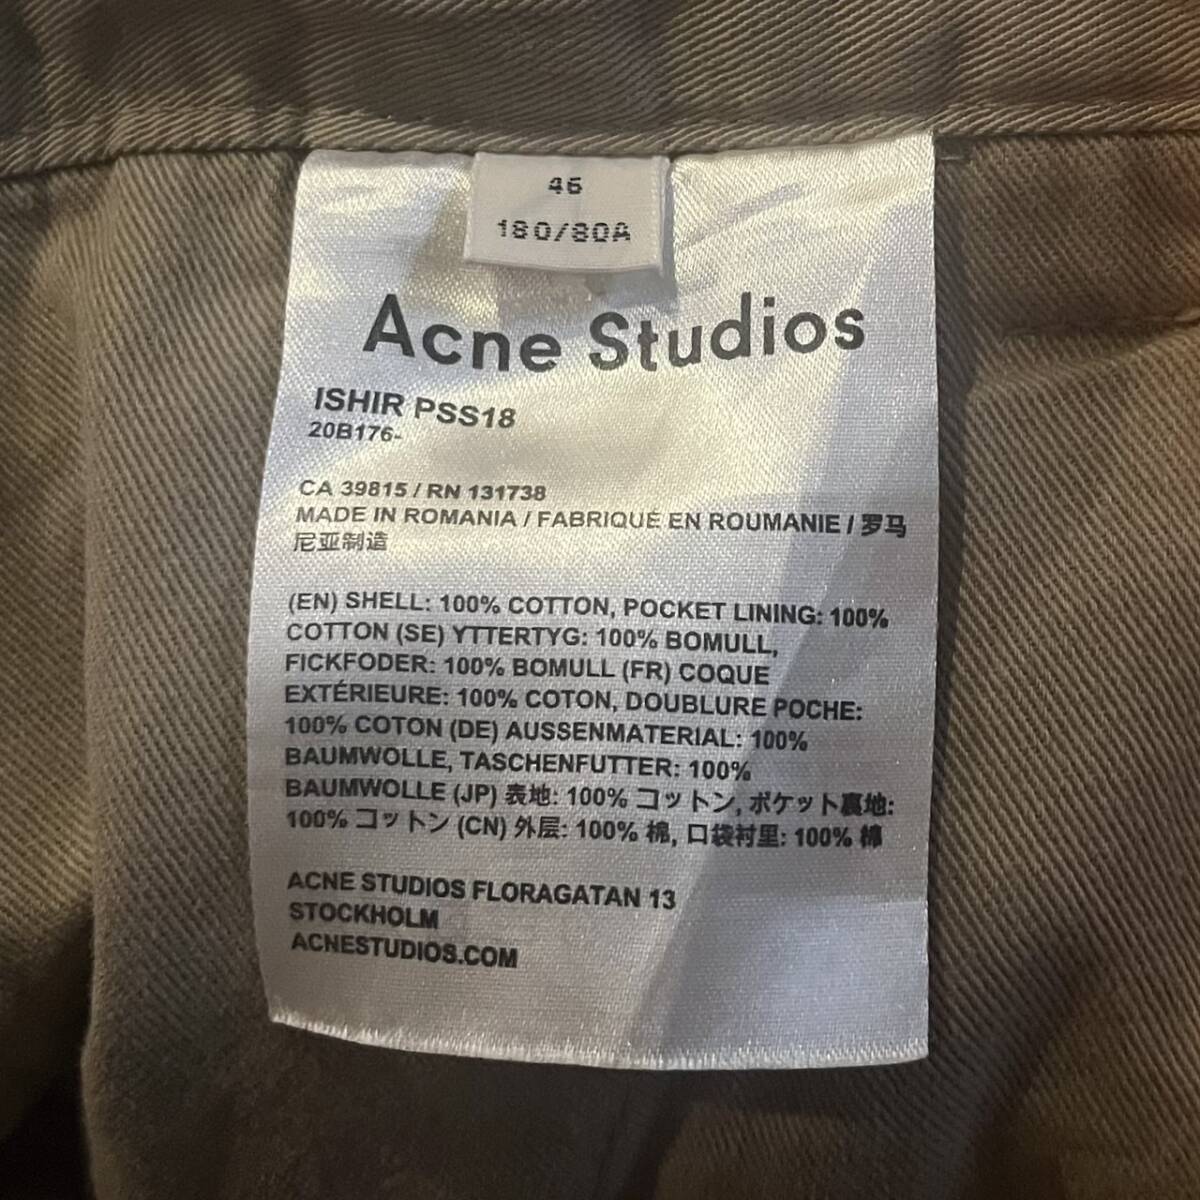 46
180/80A
Acne Studios
ISHIR PSS18
20B176-
CA 39815 / RN 131738
MADE IN ROMANIA / FABRIQUÉ EN ROUMANIE / 罗马
尼亚制造
(EN) SHELL: 100% COTTON, POCKET LINING: 100%
COTTON (SE) YTTERTYG: 100% BOMULL,
FICKFODER: 100% BOMULL (FR) COQUE
EXTÉRIEURE: 100% COTON, DOUBLURE POCHE:
100% COTON (DE) AUSSENMATERIAL: 100%
BAUMWOLLE, TASCHENFUTTER: 100%
BAUMWOLLE (JP) 表地: 100% コットン, ポケット裏地:
100% コットン (CN) 外层: 100% 棉, 口袋衬里: 100% 棉
ACNE STUDIOS FLORAGATAN 13
STOCKHOLM
ACNESTUDIOS.COM